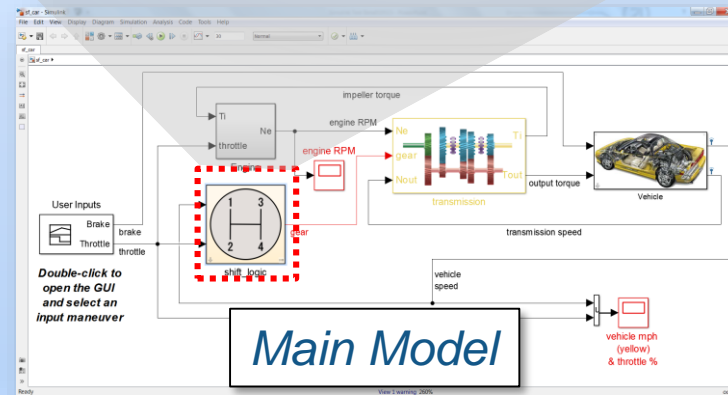 sf_car - Simulink
File Edit View Display Diagram Simulation Analysis Code Tools Help
Normal
sf_car
sf_car
impeller torque
Ti
Ne
throttle
Engine
engine RPM
engine RPM
Ne
gear
Nout
Ti
Tout
transmission
output torque
Vehicle
User Inputs
Brake
Throttle
brake
throttle
1 3
2 4
gear
shift_logic
transmission speed
Double-click to
open the GUI
and select an
input maneuver
vehicle
speed
Main Model
vehicle mph
(yellow)
& throttle %
Ready
View 1 warning 260%